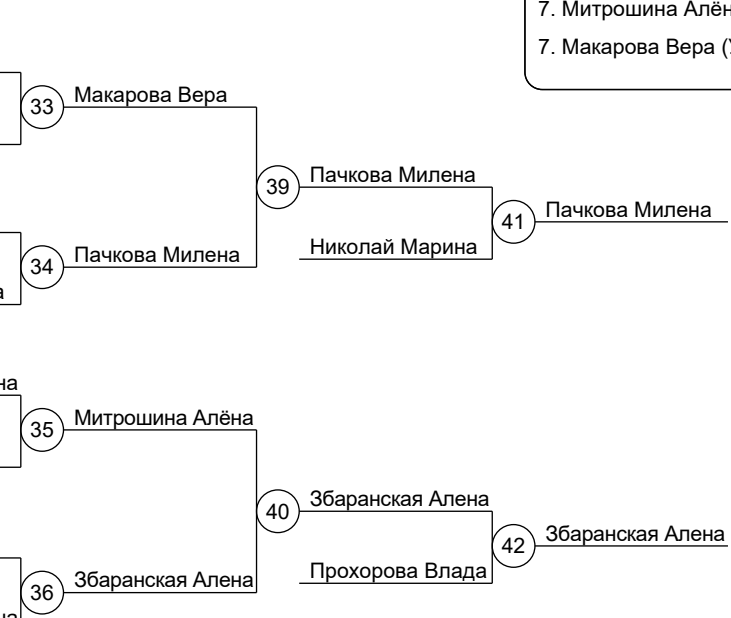 7. Митрошина Алён
7. Макарова Вера (
33 Макарова Вера
39 Пачкова Милена
41 Пачкова Милена
Николай Марина
34 Пачкова Милена
а
на
35 Митрошина Алёна
40 Збаранская Алена
42 Збаранская Алена
Прохорова Влада
36 Збаранская Алена